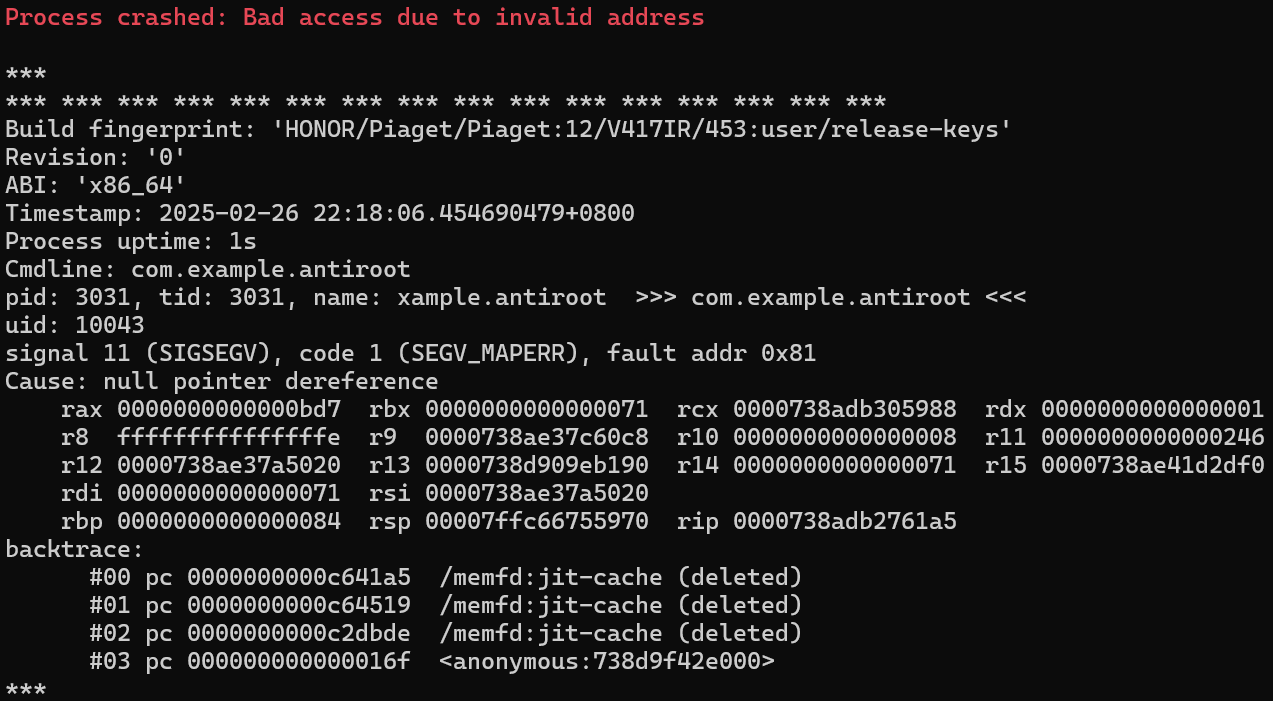 Process crashed: Bad access due to invalid address
***
*** *** *** *** *** *** *** *** *** *** *** *** *** *** *** ***
Build fingerprint: 'HONOR/Piaget/Piaget:12/V417IR/453:user/release-keys'
Revision: '0'
ABI: 'x86_64'
Timestamp: 2025-02-26 22:18:06.454690479+0800
Process uptime: 1s
Cmdline: com.example.antiroot
pid: 3031, tid: 3031, name: xample.antiroot  >>> com.example.antiroot <<<
uid: 10043
signal 11 (SIGSEGV), code 1 (SEGV_MAPERR), fault addr 0x81
Cause: null pointer dereference
    rax 0000000000000bd7  rbx 0000000000000071  rcx 0000738adb305988  rdx 0000000000000001
    r8  fffffffffffffffe  r9  0000738ae37c60c8  r10 0000000000000008  r11 0000000000000246
    r12 0000738ae37a5020  r13 0000738d909eb190  r14 0000000000000071  r15 0000738ae41d2df0
    rdi 0000000000000071  rsi 0000738ae37a5020
    rbp 0000000000000084  rsp 00007ffc66755970  rip 0000738adb2761a5
backtrace:
      #00 pc 0000000000c641a5  /memfd:jit-cache (deleted)
      #01 pc 0000000000c64519  /memfd:jit-cache (deleted)
      #02 pc 0000000000c2dbde  /memfd:jit-cache (deleted)
      #03 pc 000000000000016f  <anonymous:738d9f42e000>
***